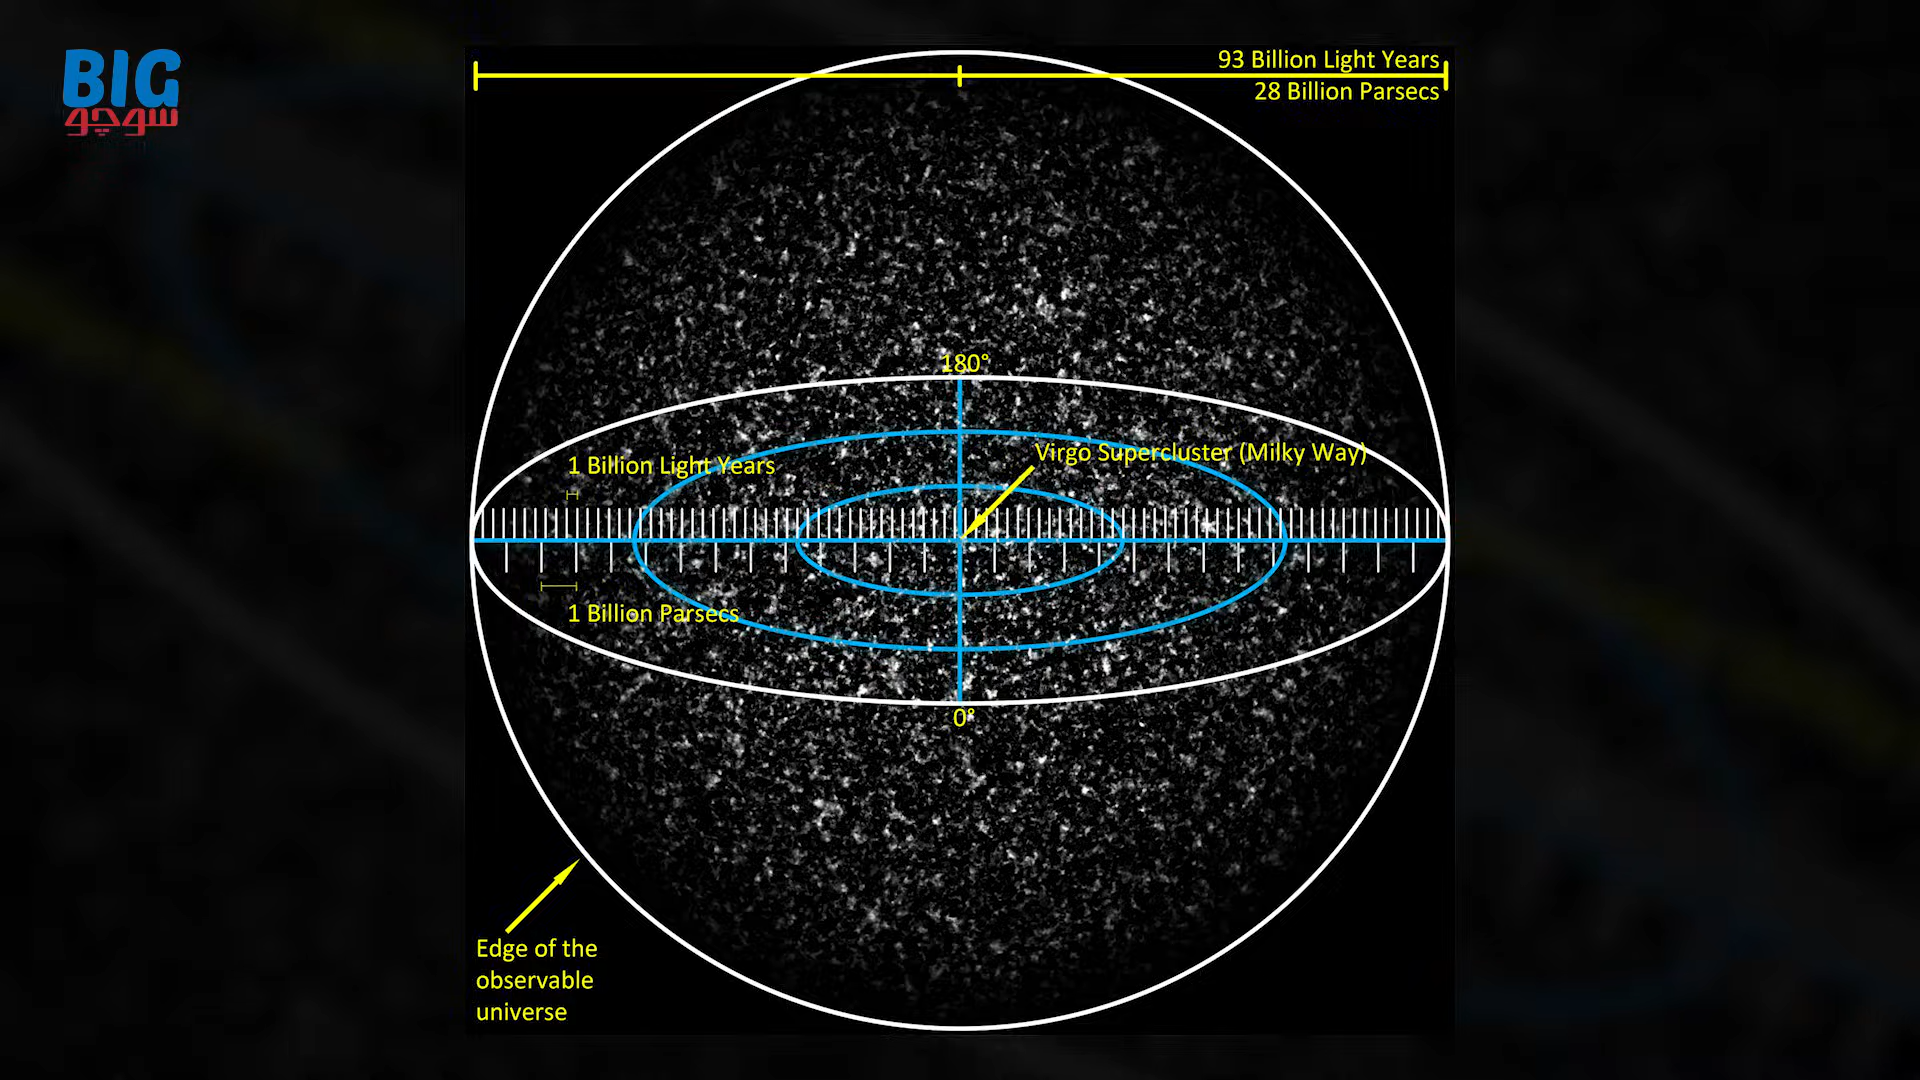 BIG
سوچو
93 Billion Light Years
28 Billion Parsecs
180°
Virgo Supercluster (Milky Way)
1 Billion Light Years
1 Billion Parsecs
0°
Edge of the
observable
universe